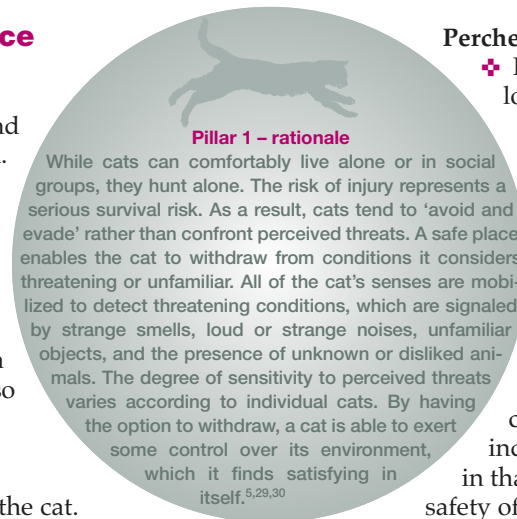 ce
nd
so
the cat.
Pillar 1 – rationale
While cats can comfortably live alone or in social
groups, they hunt alone. The risk of injury represents a
serious survival risk. As a result, cats tend to ‘avoid and
evade’ rather than confront perceived threats. A safe place
enables the cat to withdraw from conditions it considers
threatening or unfamiliar. All of the cat’s senses are mobi-
lized to detect threatening conditions, which are signaled
by strange smells, loud or strange noises, unfamiliar
objects, and the presence of unknown or disliked ani-
mals. The degree of sensitivity to perceived threats
varies according to individual cats. By having
the option to withdraw, a cat is able to exert
some control over its environment,
which it finds satisfying in
itself.5,29,30
Perche
lo
inc
in tha
safety of